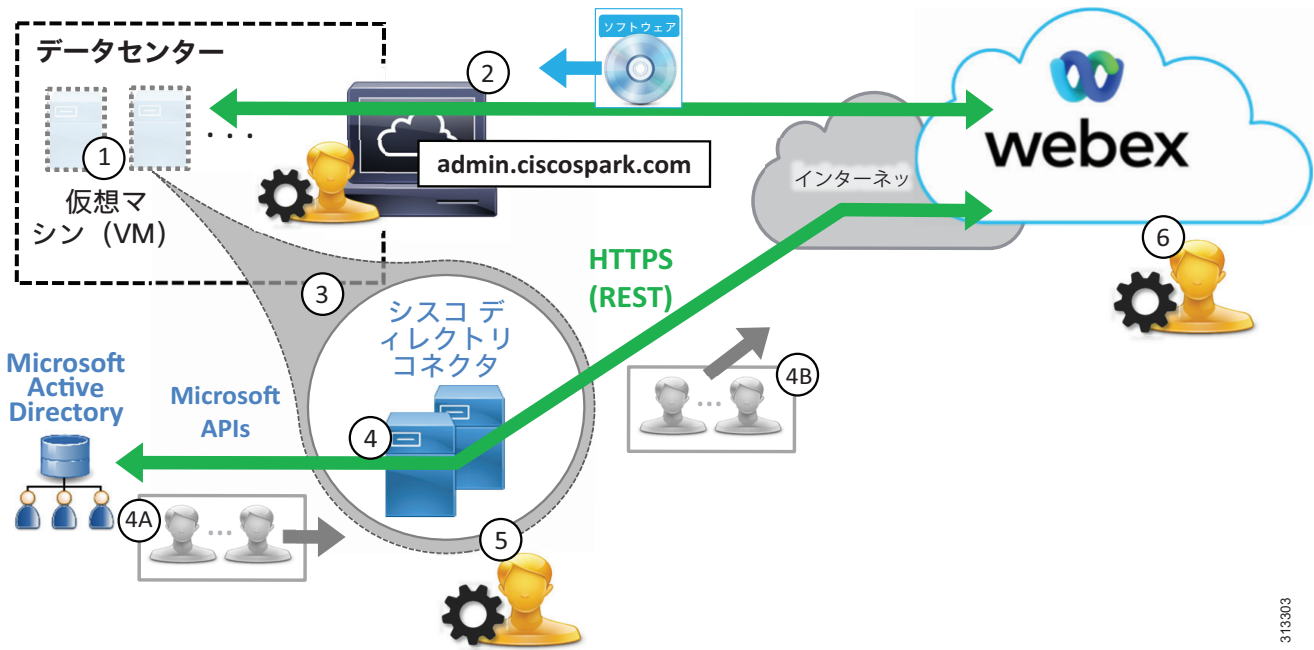 データセンター
ソフトウェア
2
1
仮想マ
シン（VM）
. . .
admin.ciscospark.com
webex
インターネッ
6
HTTPS
(REST)
3
シスコ デ
ィレクトリ
コネクタ
Microsoft
Active
Directory
Microsoft
APIs
4
4B
4A
5
313303